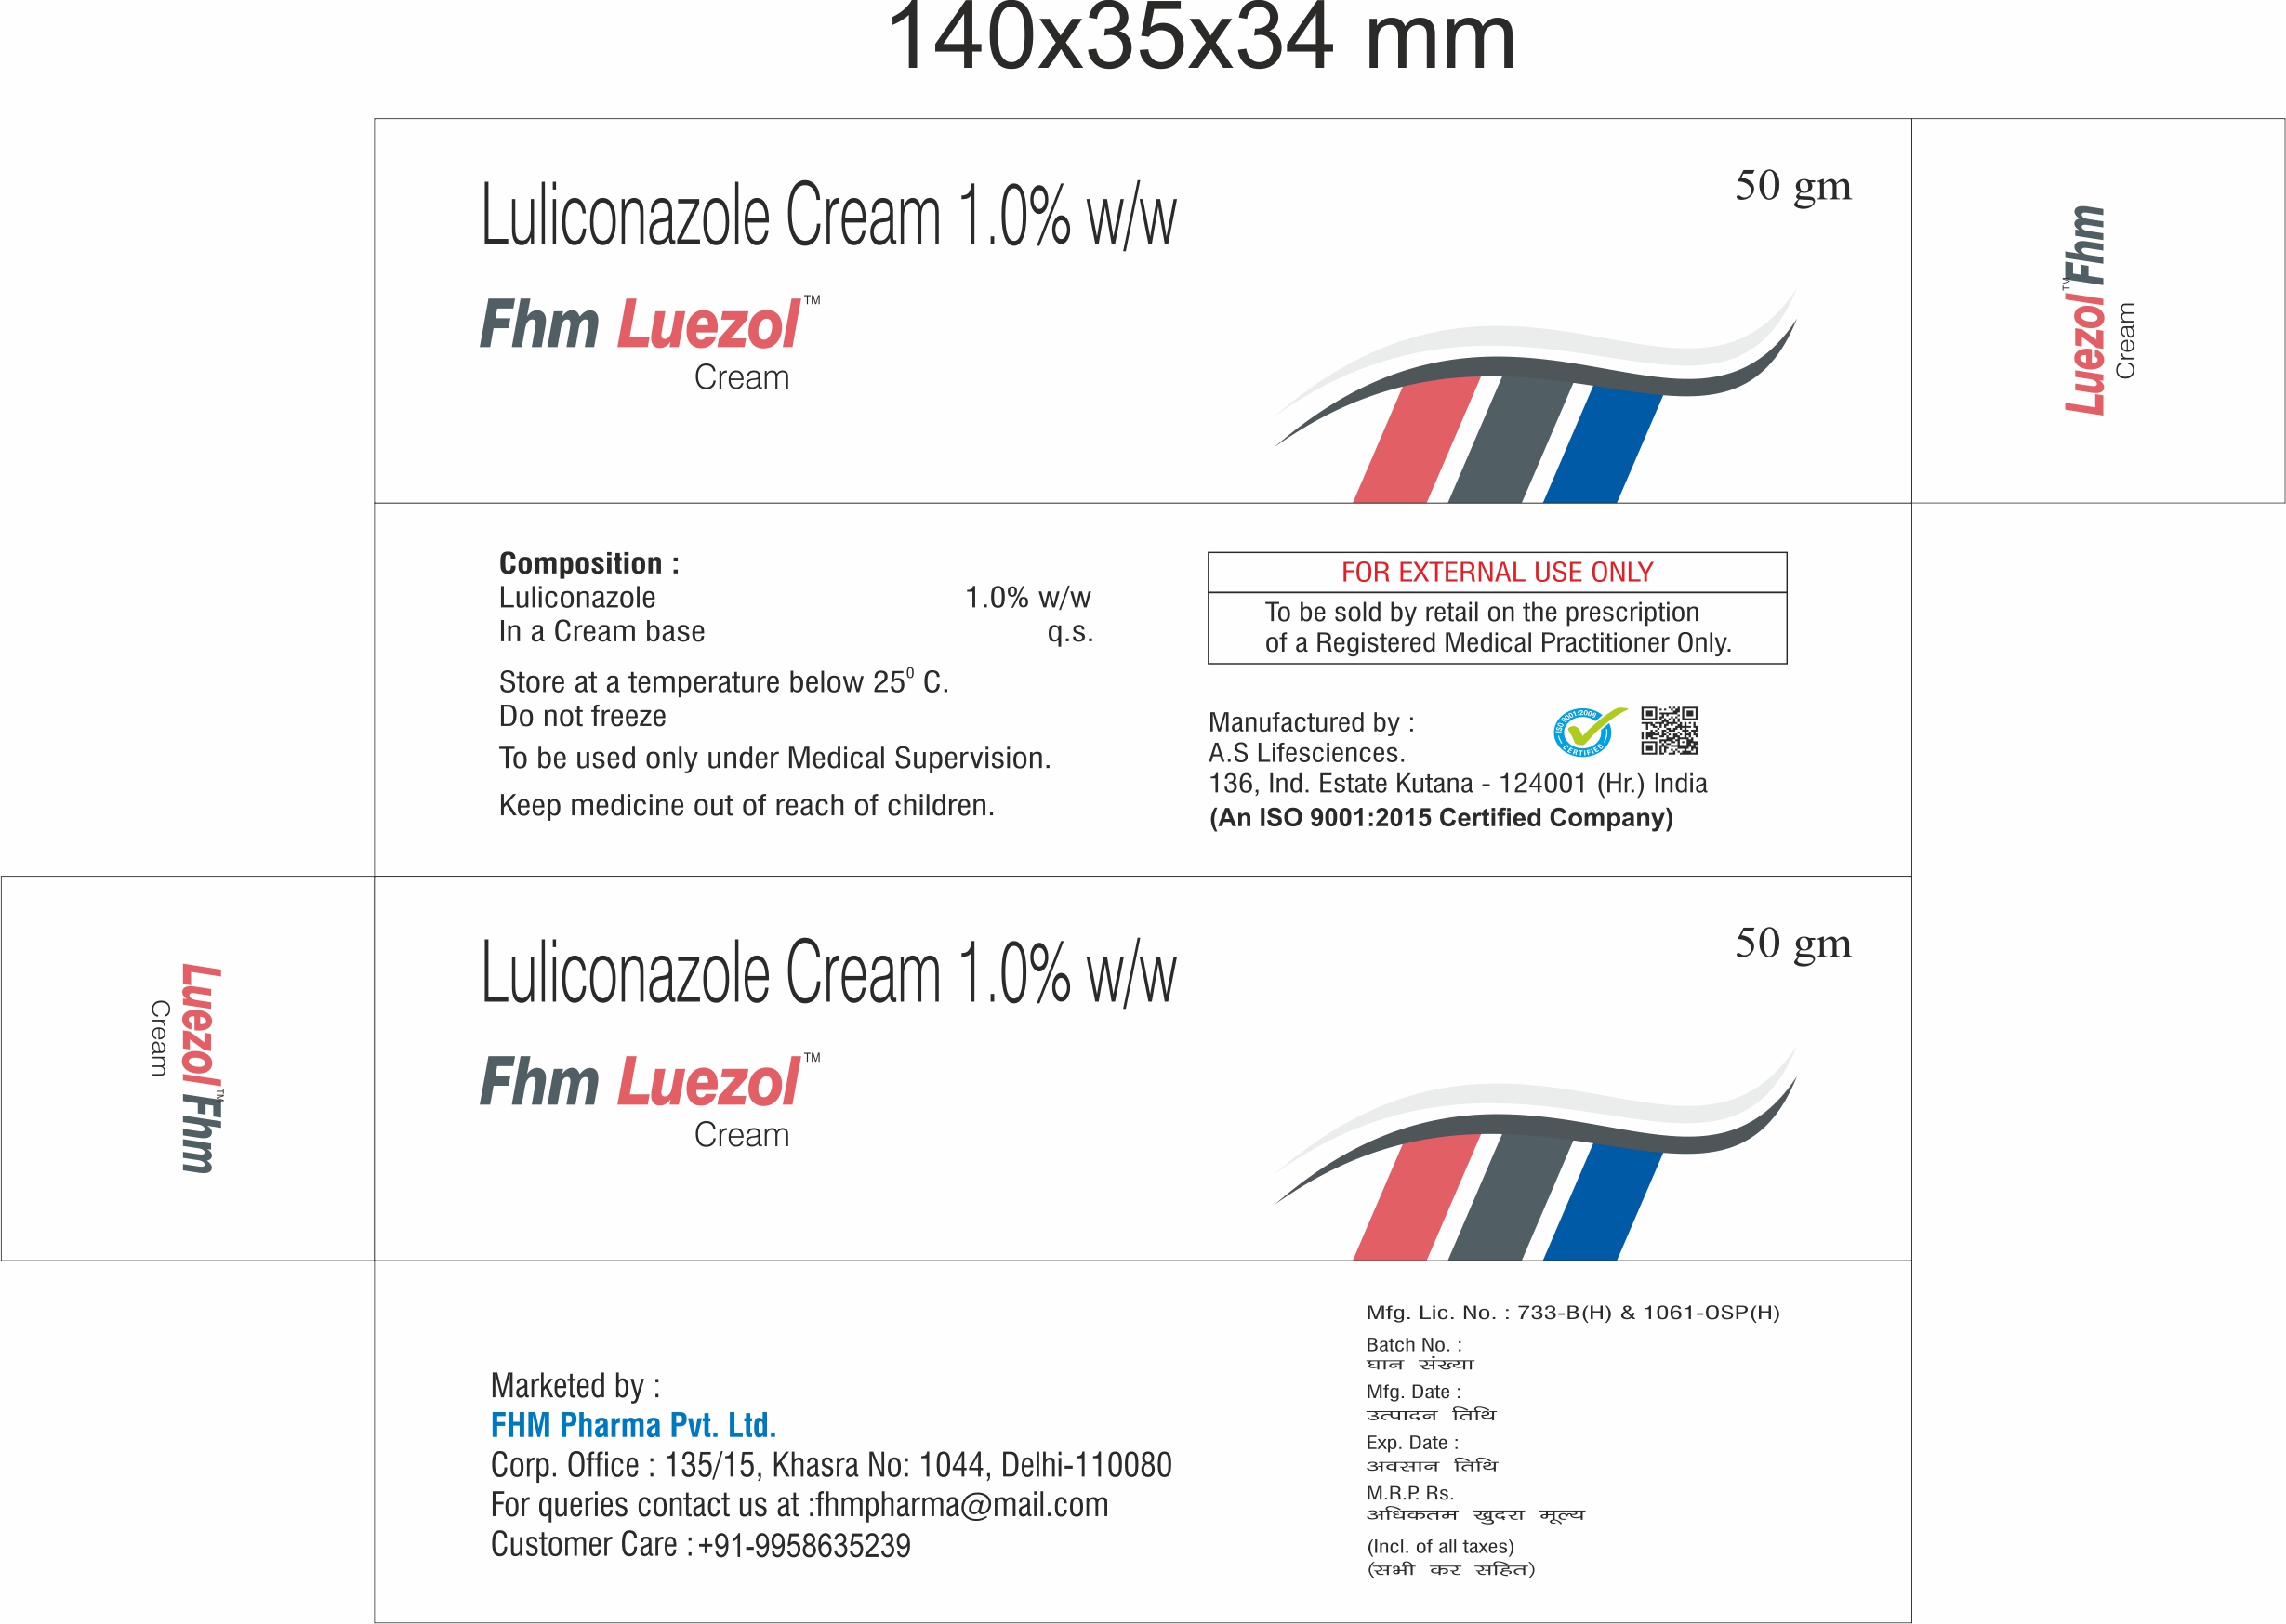 140x35x34 mm
Luliconazole Cream 1.0% w/w
50 gm
Fhm Luezol™
Cream
Luezol™ Fhm
Cream
Composition :
Luliconazole 1.0% w/w
In a Cream base q.s.
Store at a temperature below 25⁰ C.
Do not freeze
To be used only under Medical Supervision.
Keep medicine out of reach of children.
FOR EXTERNAL USE ONLY
To be sold by retail on the prescription
of a Registered Medical Practitioner Only.
Manufactured by :
A.S Lifesciences.
136, Ind. Estate Kutana - 124001 (Hr.) India
(An ISO 9001:2015 Certified Company)
ISO 9001:2008
CERTIFIED
Luliconazole Cream 1.0% w/w
50 gm
Fhm Luezol™
Cream
Luezol™ Fhm
Cream
Marketed by :
FHM Pharma Pvt. Ltd.
Corp. Office : 135/15, Khasra No: 1044, Delhi-110080
For queries contact us at :fhmpharma@mail.com
Customer Care : +91-9958635239
Mfg. Lic. No. : 733-B(H) & 1061-OSP(H)
Batch No. :
घान संख्या
Mfg. Date :
उत्पादन तिथि
Exp. Date :
अवसान तिथि
M.R.P. Rs.
अधिकतम खुदरा मूल्य
(Incl. of all taxes)
(सभी कर सहित)